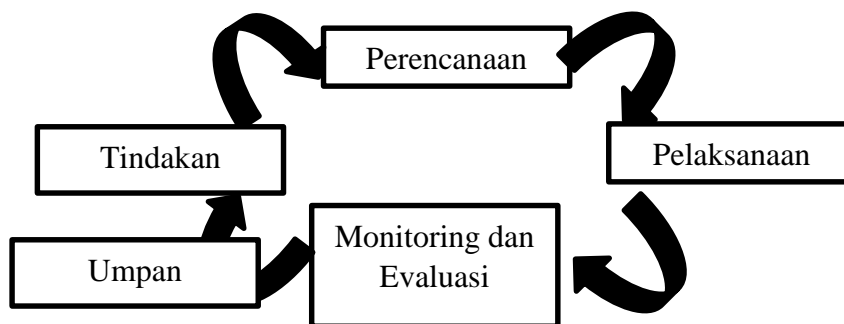 Perencanaan
Tindakan
Pelaksanaan
Monitoring dan
Evaluasi
Umpan